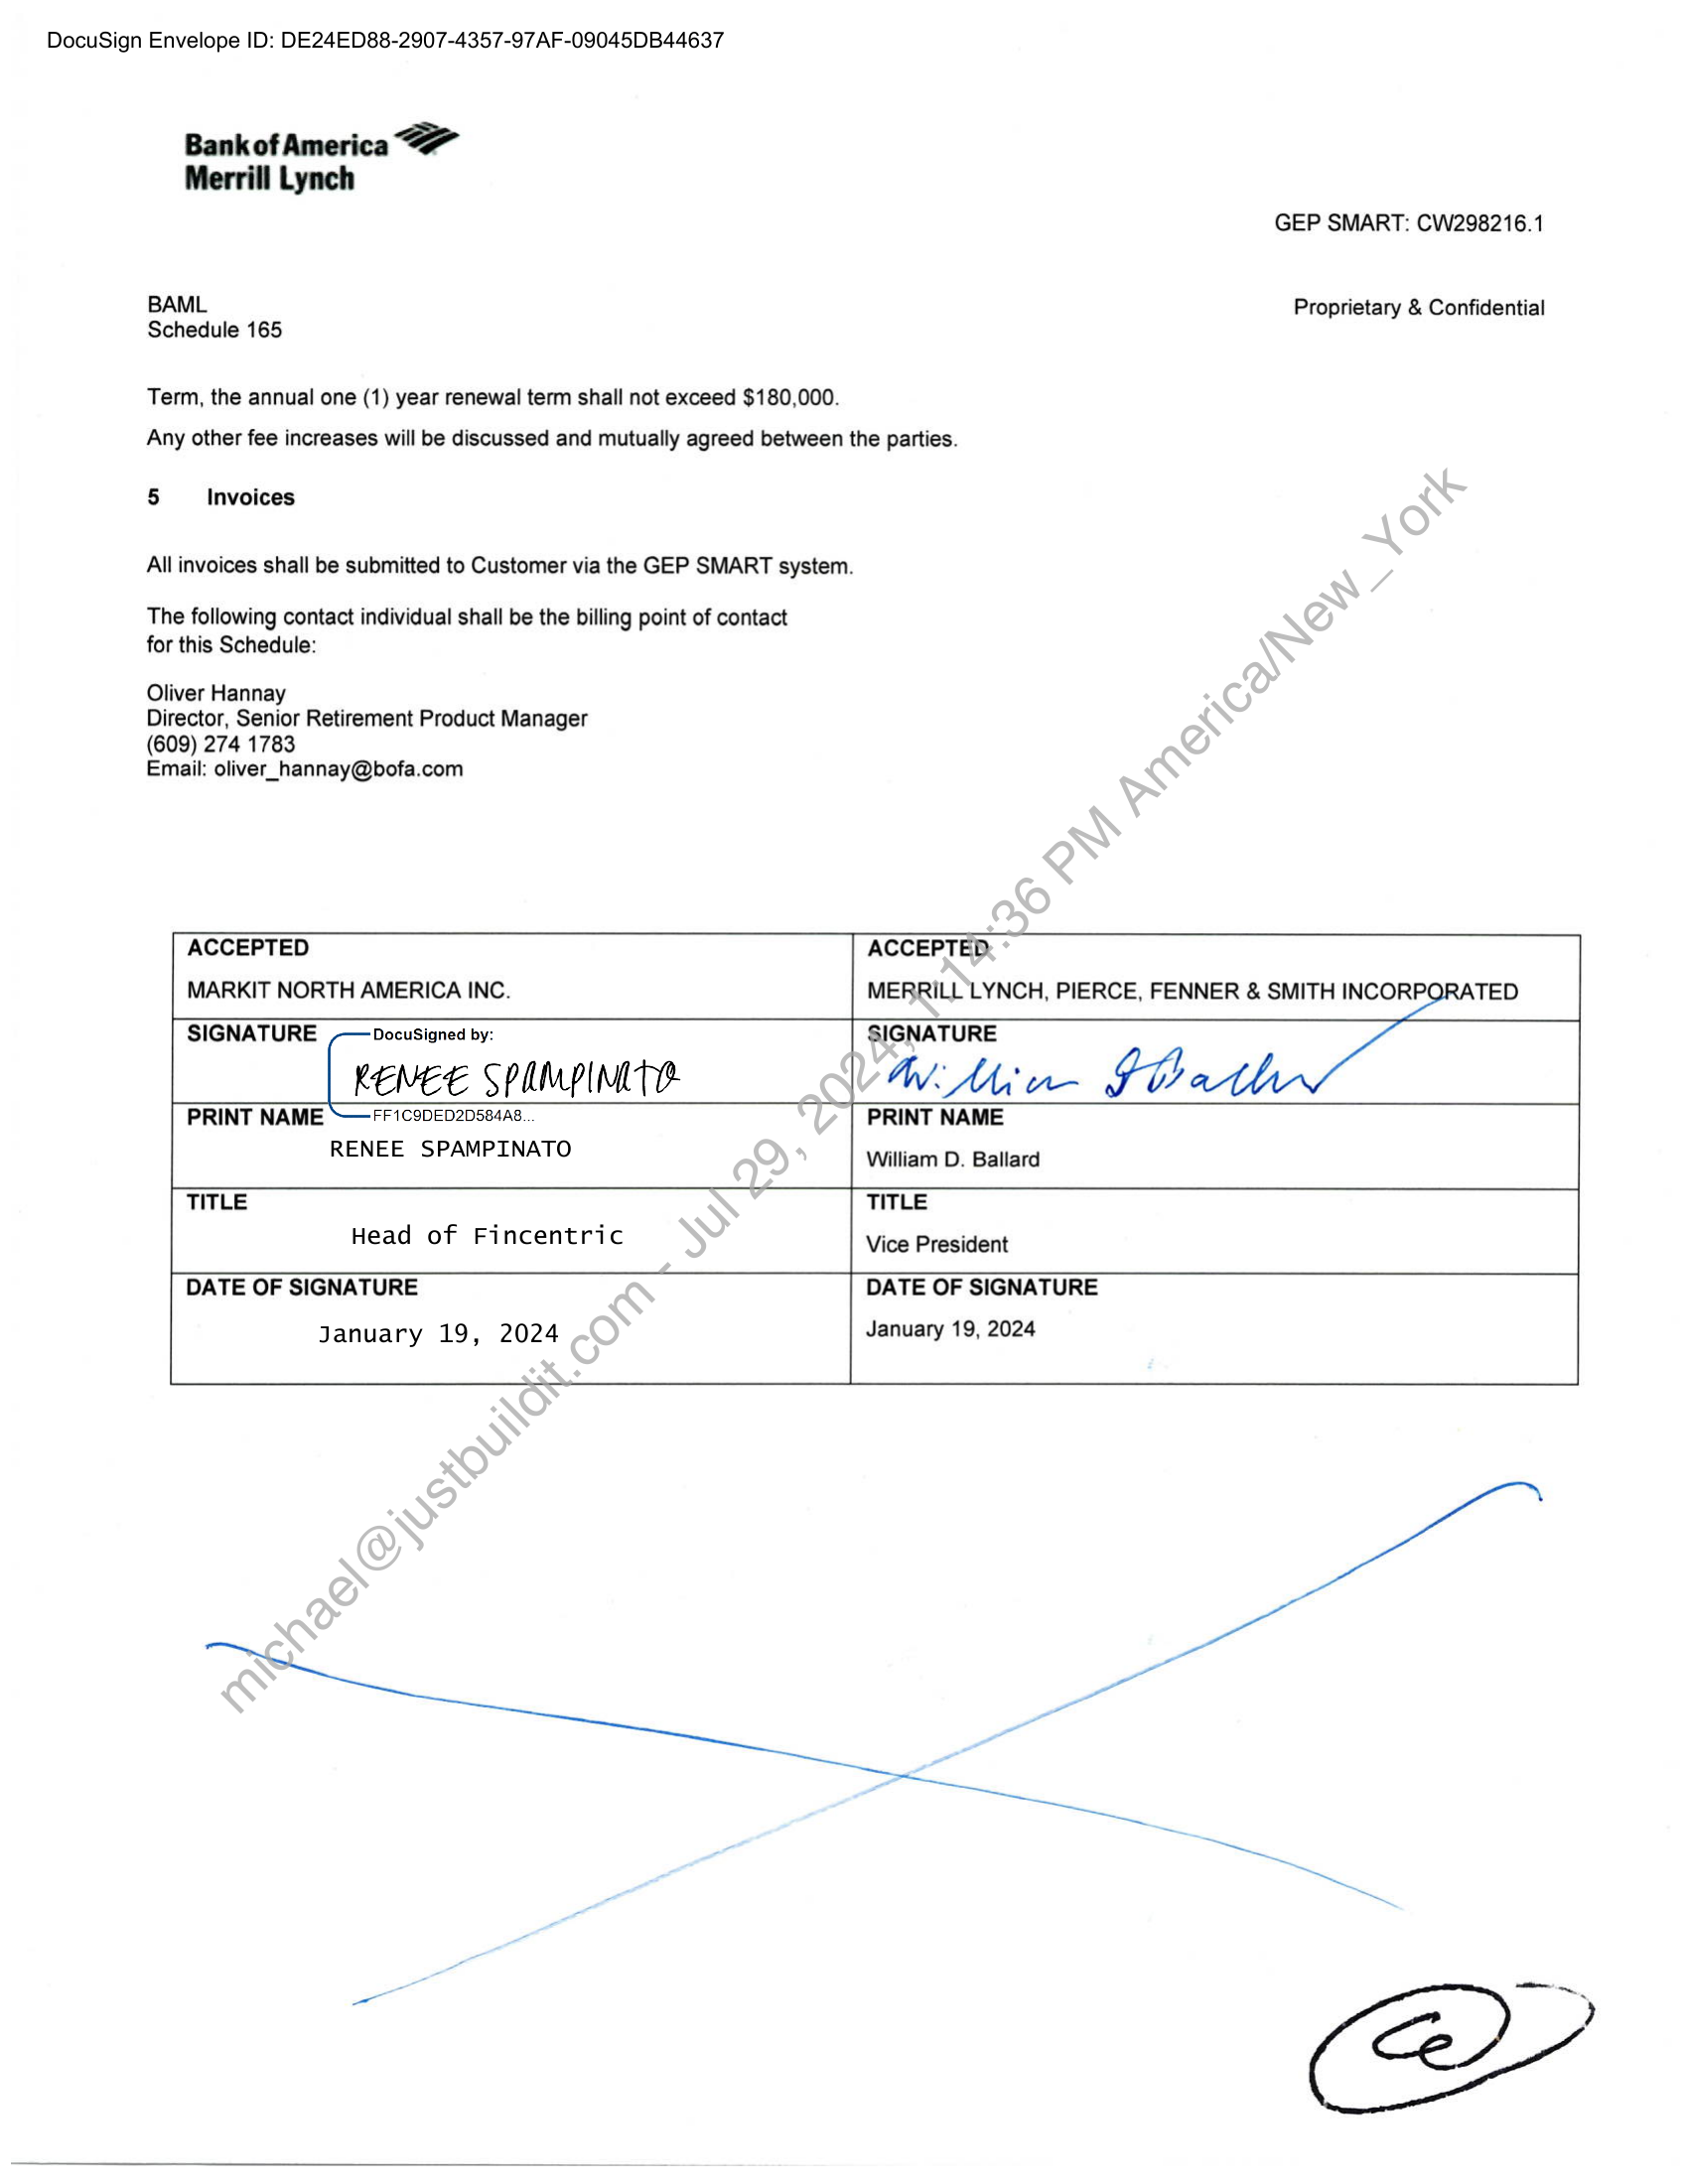 DocuSign Envelope ID: DE24ED88-2907-4357-97AF-09045DB44637
Bank of America
Merrill Lynch
GEP SMART: CW298216.1
BAML
Schedule 165
Proprietary & Confidential
Term, the annual one (1) year renewal term shall not exceed $180,000.
Any other fee increases will be discussed and mutually agreed between the parties.
5 Invoices
All invoices shall be submitted to Customer via the GEP SMART system.
The following contact individual shall be the billing point of contact
for this Schedule:
Oliver Hannay
Director, Senior Retirement Product Manager
(609) 274 1783
Email: oliver_hannay@bofa.com
ACCEPTED
MARKIT NORTH AMERICA INC.
ACCEPTED
MERRILL LYNCH, PIERCE, FENNER & SMITH INCORPORATED
SIGNATURE
DocuSigned by:
RENEE SPAMPINATO
FF1C9DED2D584A8...
SIGNATURE
William D Ballard
PRINT NAME
RENEE SPAMPINATO
PRINT NAME
William D. Ballard
TITLE
Head of Fincentric
TITLE
Vice President
DATE OF SIGNATURE
January 19, 2024
DATE OF SIGNATURE
January 19, 2024
michael@justbuildit.com - Jul 29, 2024, 1:14:36 PM America/New_York